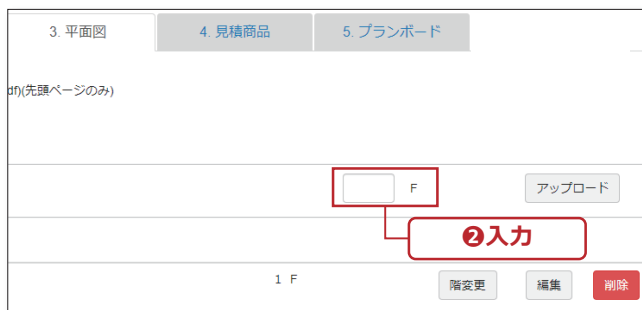 3. 平面図 4. 見積商品 5. プランボード
df)(先頭ページのみ)
F アップロード
❷入力
1 F 階変更 編集 削除